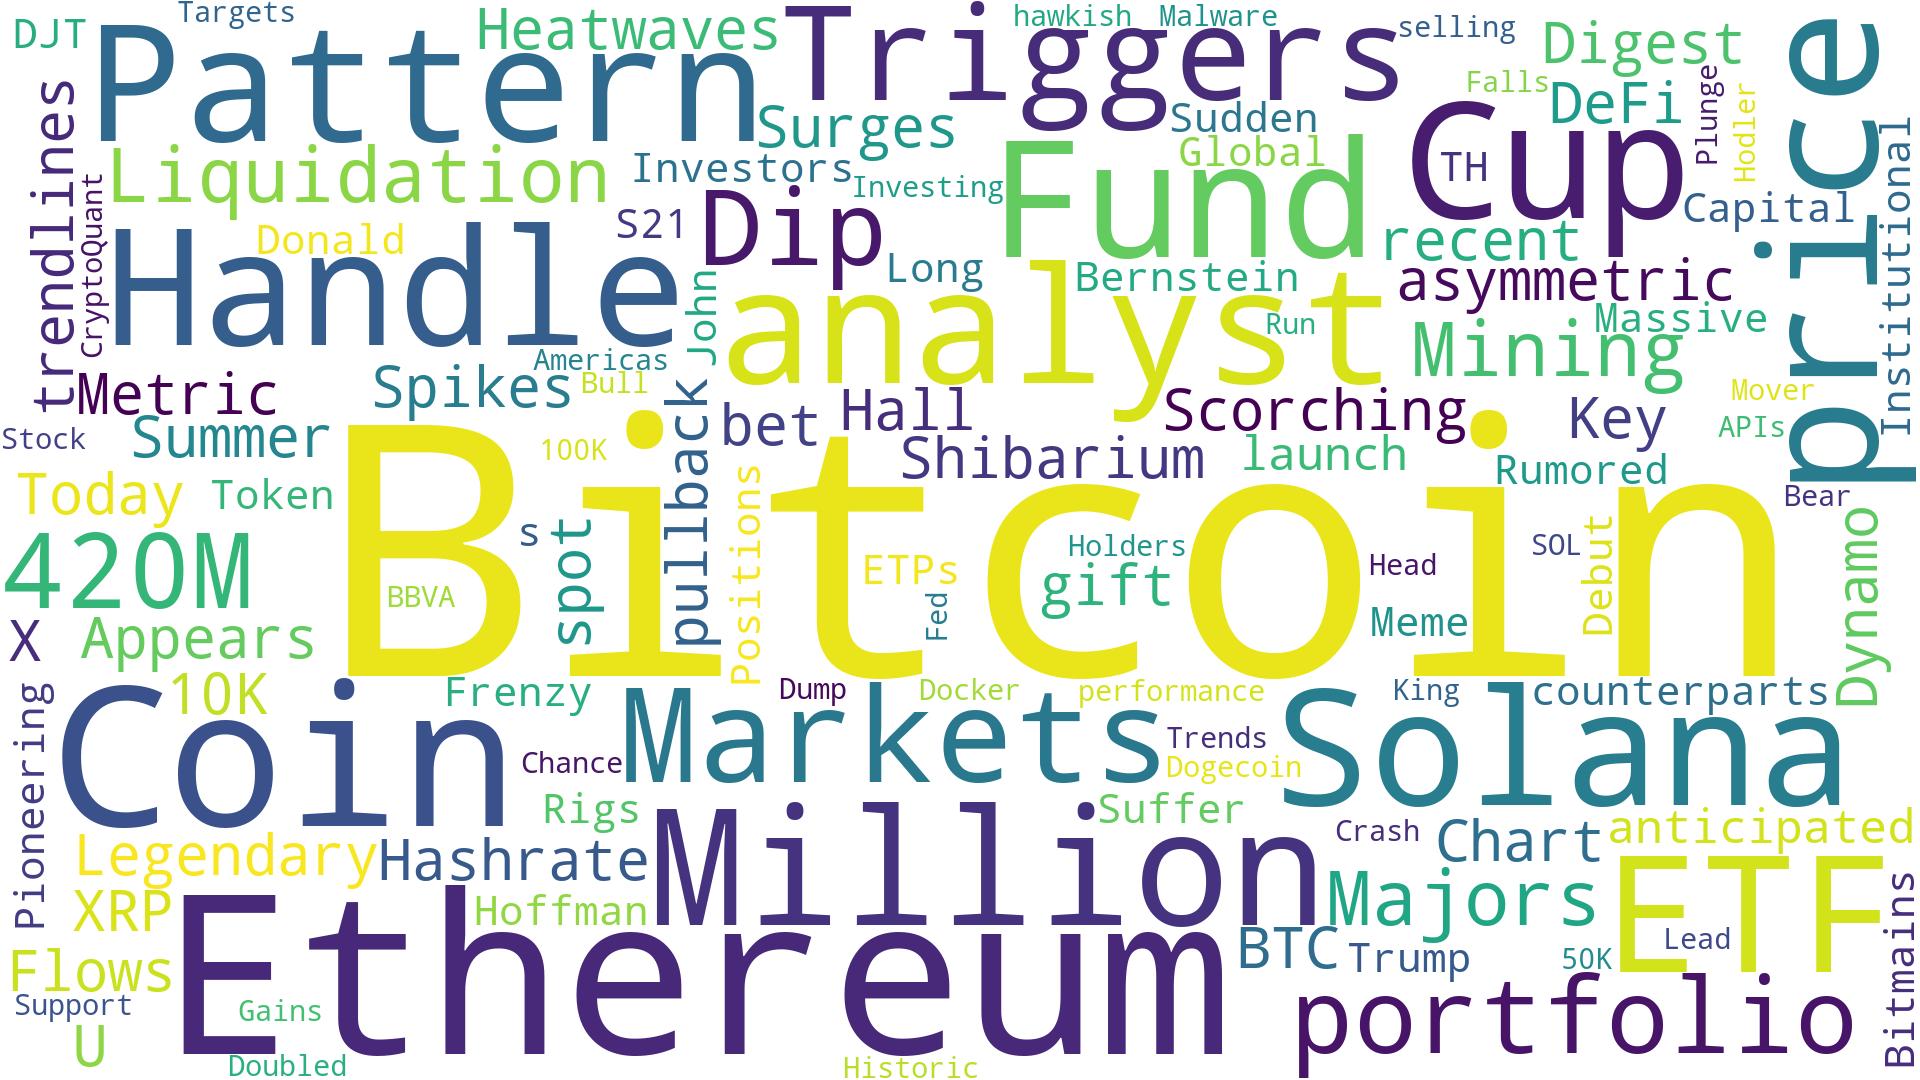 Targets
DJT
Pattern
Heatwaves
Triggers
hawkish
Malware
selling
Digest
price
Falls
DeFi
Plunge
Hodler
trendlines
Surges
Sudden
Cup
TH
Institutional
Liquidation
Investors
Investing
Global
Fund
CryptoQuant
Donald
S21
Dip
Capital
recent
Handle
Long
Bernstein
asymmetric
John
analyst
Run
Massive
Mining
Americas
Metric
Spikes
Bull
pullback
bet
Hall
Scorching
Key
Mover
APIs
Stock
Summer
100K
Shibarium
launch
Rumored
Bear
Today
Token
Bitcoin
s
spot
Positions
Holders
SOL
Debut
Dynamo
420M
BBVA
ETPs
Fed
gift
Head
Meme
X
Appears
10K
Frenzy
Dump
Docker
performance
King
counterparts
Pioneering
Coin
Chance
Markets
Trends
Dogecoin
Solana
Rigs
Million
Suffer
Crash
Chart
anticipated
Legendary
Hashrate
XRP
Hoffman
Majors
ETF
Bitmains
Flows
Ethereum
BTC
Trump
50K
Lead
Support
Gains
portfolio
U
Doubled
Historic